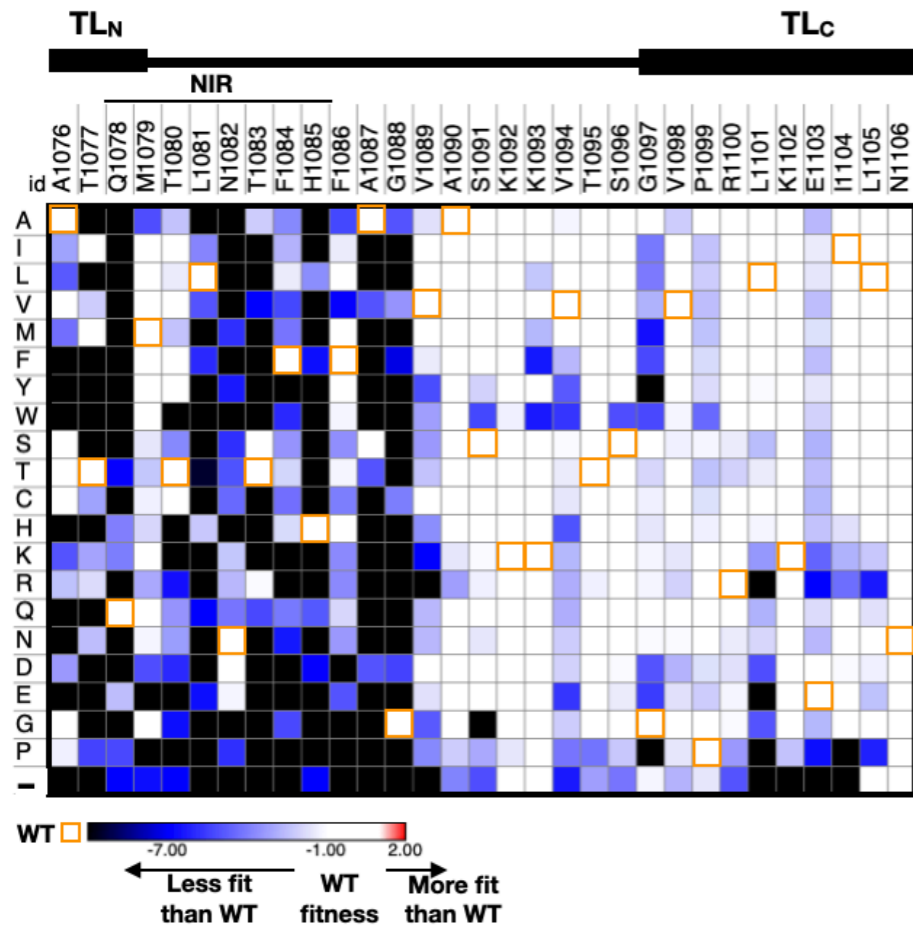 TLN TLC
NIR
id A1076 T1077 Q1078 M1079 T1080 L1081 N1082 T1083 F1084 H1085 F1086 A1087 G1088 V1089 A1090 S1091 K1092 K1093 V1094 T1095 S1096 G1097 V1098 P1099 R1100 L1101 K1102 E1103 I1104 L1105 N1106
A
I
L
V
M
F
Y
W
S
T
C
H
K
R
Q
N
D
E
G
P
-
WT
-7.00 -1.00 2.00
Less fit WT More fit
than WT fitness than WT